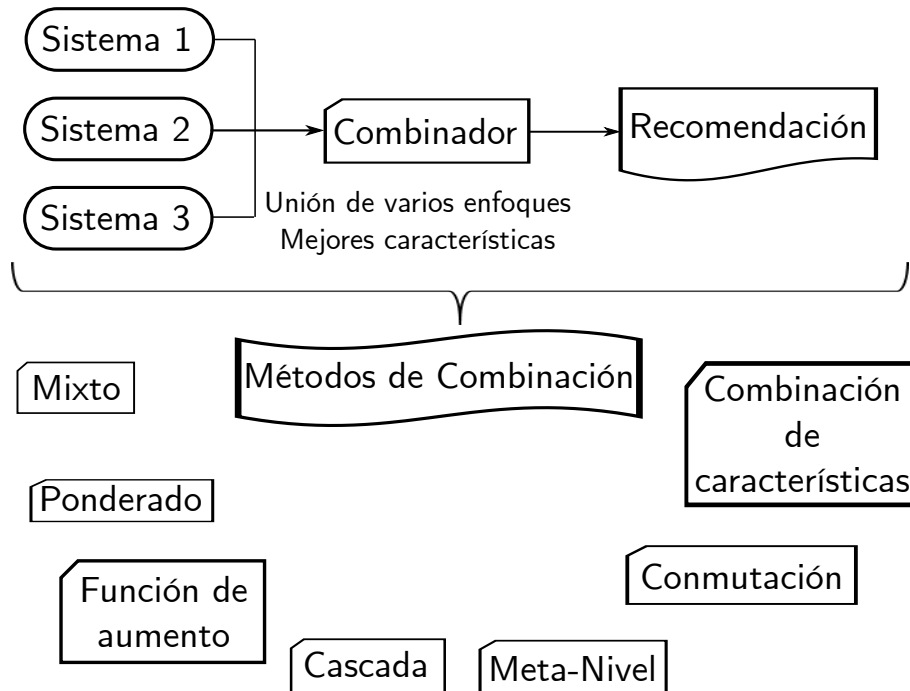 Sistema 1
Sistema 2
Sistema 3
Combinador
Recomendación
Unión de varios enfoques
Mejores características
Métodos de Combinación
Mixto
Combinación
de
características
Ponderado
Función de
aumento
Conmutación
Cascada
Meta-Nivel